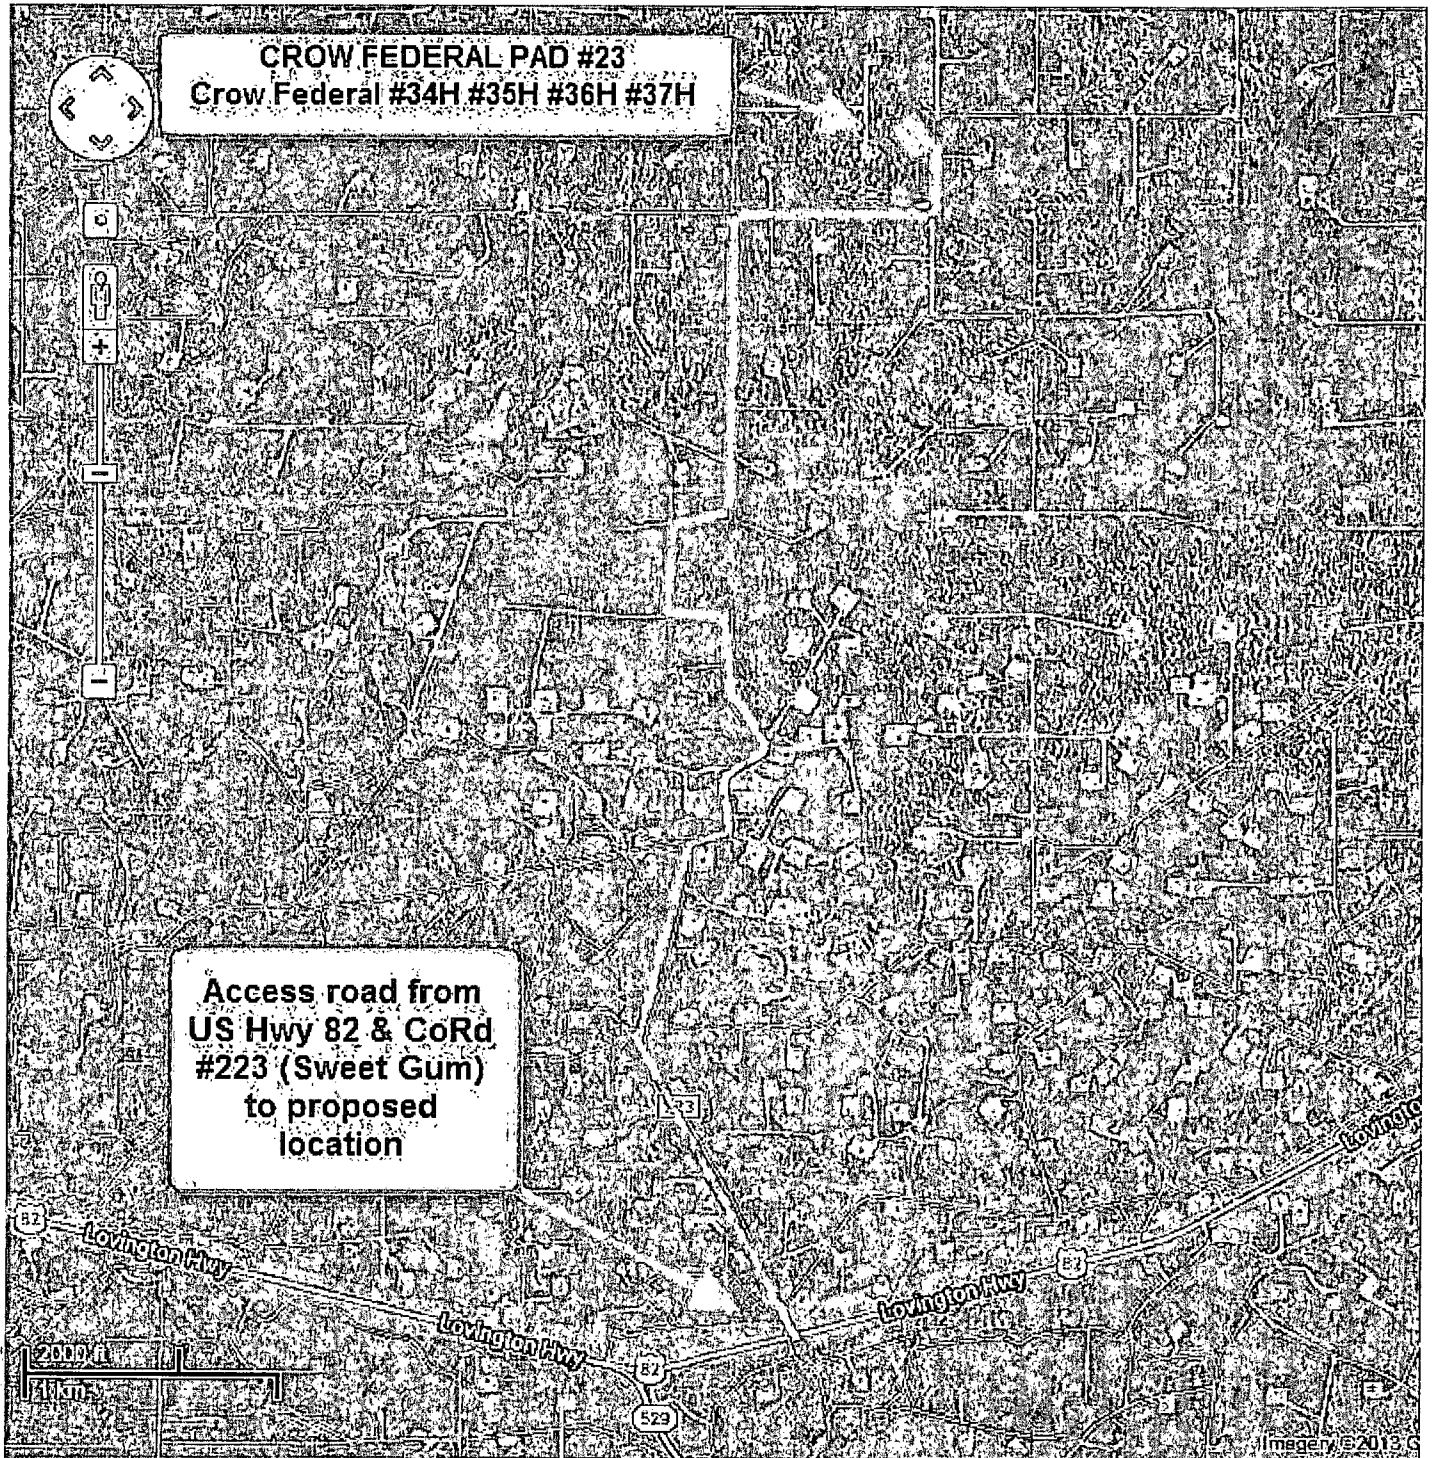 CROW FEDERAL PAD #23
Crow Federal #34H #35H #36H #37H
Access road from
US Hwy 82 & CoRd
#223 (Sweet Gum)
to proposed
location
82
Lovington Hwy
Lovington Hwy
82
529
Lovington Hwy
2000 ft
1 km
Imagery ©2013 G